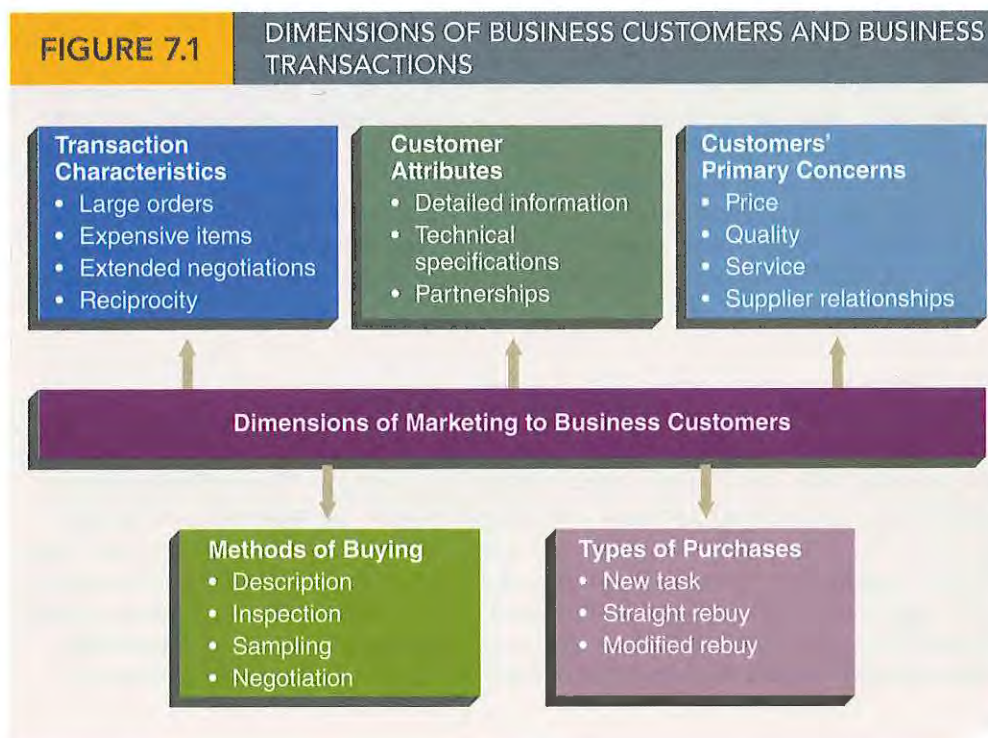 FIGURE 7.1
DIMENSIONS OF BUSINESS CUSTOMERS AND BUSINESS
TRANSACTIONS
Transaction
Characteristics
• Large orders
• Expensive items
• Extended negotiations
• Reciprocity
Customer
Attributes
• Detailed information
• Technical
specifications
• Partnerships
Customers'
Primary Concerns
• Price
• Quality
• Service
• Supplier relationships
Dimensions of Marketing to Business Customers
Methods of Buying
• Description
• Inspection
• Sampling
• Negotiation
Types of Purchases
• New task
• Straight rebuy
• Modified rebuy